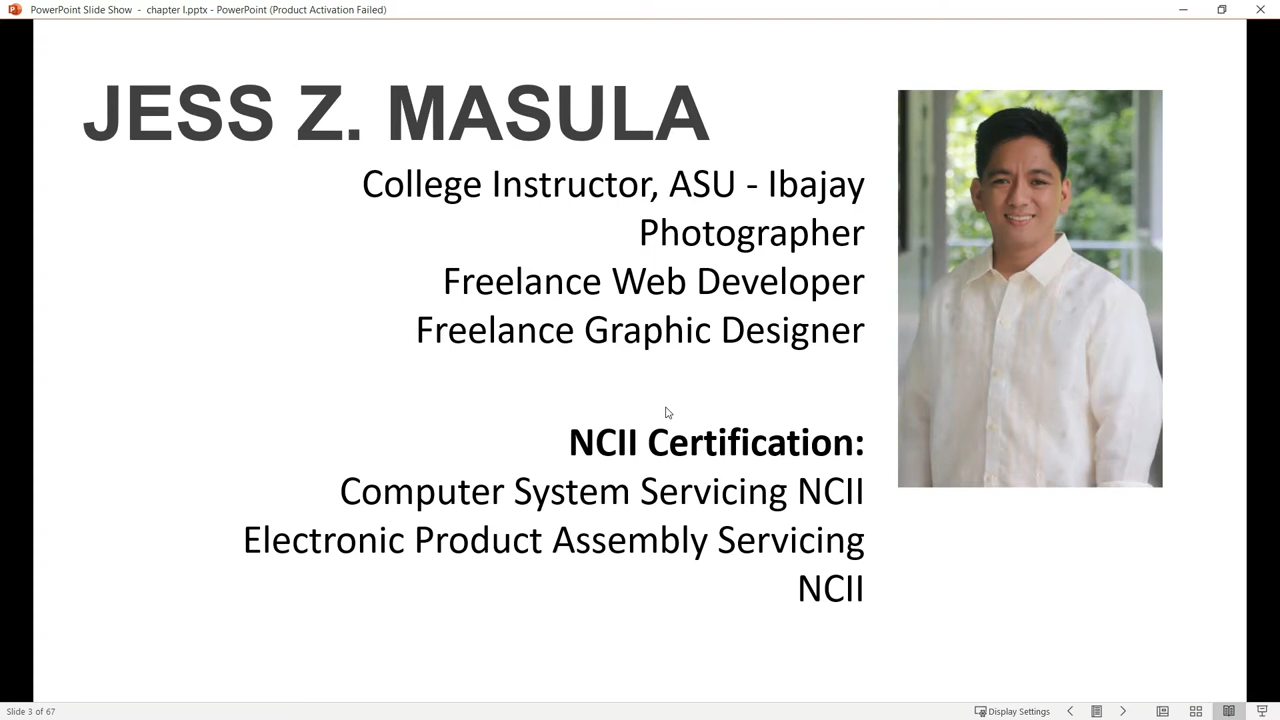 PowerPoint Slide Show - chapter I.pptx - PowerPoint (Product Activation Failed)
JESS Z. MASULA
College Instructor, ASU - Ibajay
Photographer
Freelance Web Developer
Freelance Graphic Designer
NCII Certification:
Computer System Servicing NCII
Electronic Product Assembly Servicing
NCII
Slide 3 of 67
Display Settings